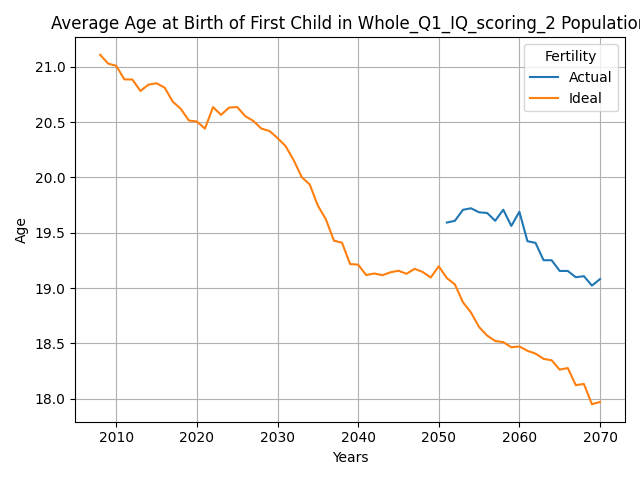 Average Age at Birth of First Child in Whole_Q1_IQ_scoring_2 Population
Fertility
Actual
Ideal
21.0
20.5
20.0
19.5
19.0
18.5
18.0
Age
2010 2020 2030 2040 2050 2060 2070
Years